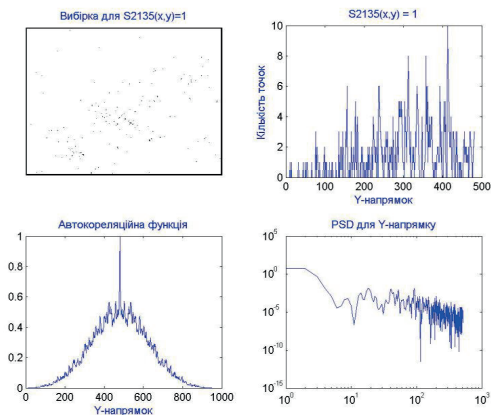 Вибірка для S2135(x,y)=1
S2135(x,y) = 1
Кількість точок
10
8
6
4
2
0
0 100 200 300 400 500
Y-напрямок
Автокореляційна функція
1
0.8
0.6
0.4
0.2
0
0 200 400 600 800 1000
Y-напрямок
PSD для Y-напрямку
10^5
10^0
10^-5
10^-10
10^-15
10^0 10^1 10^2 10^3